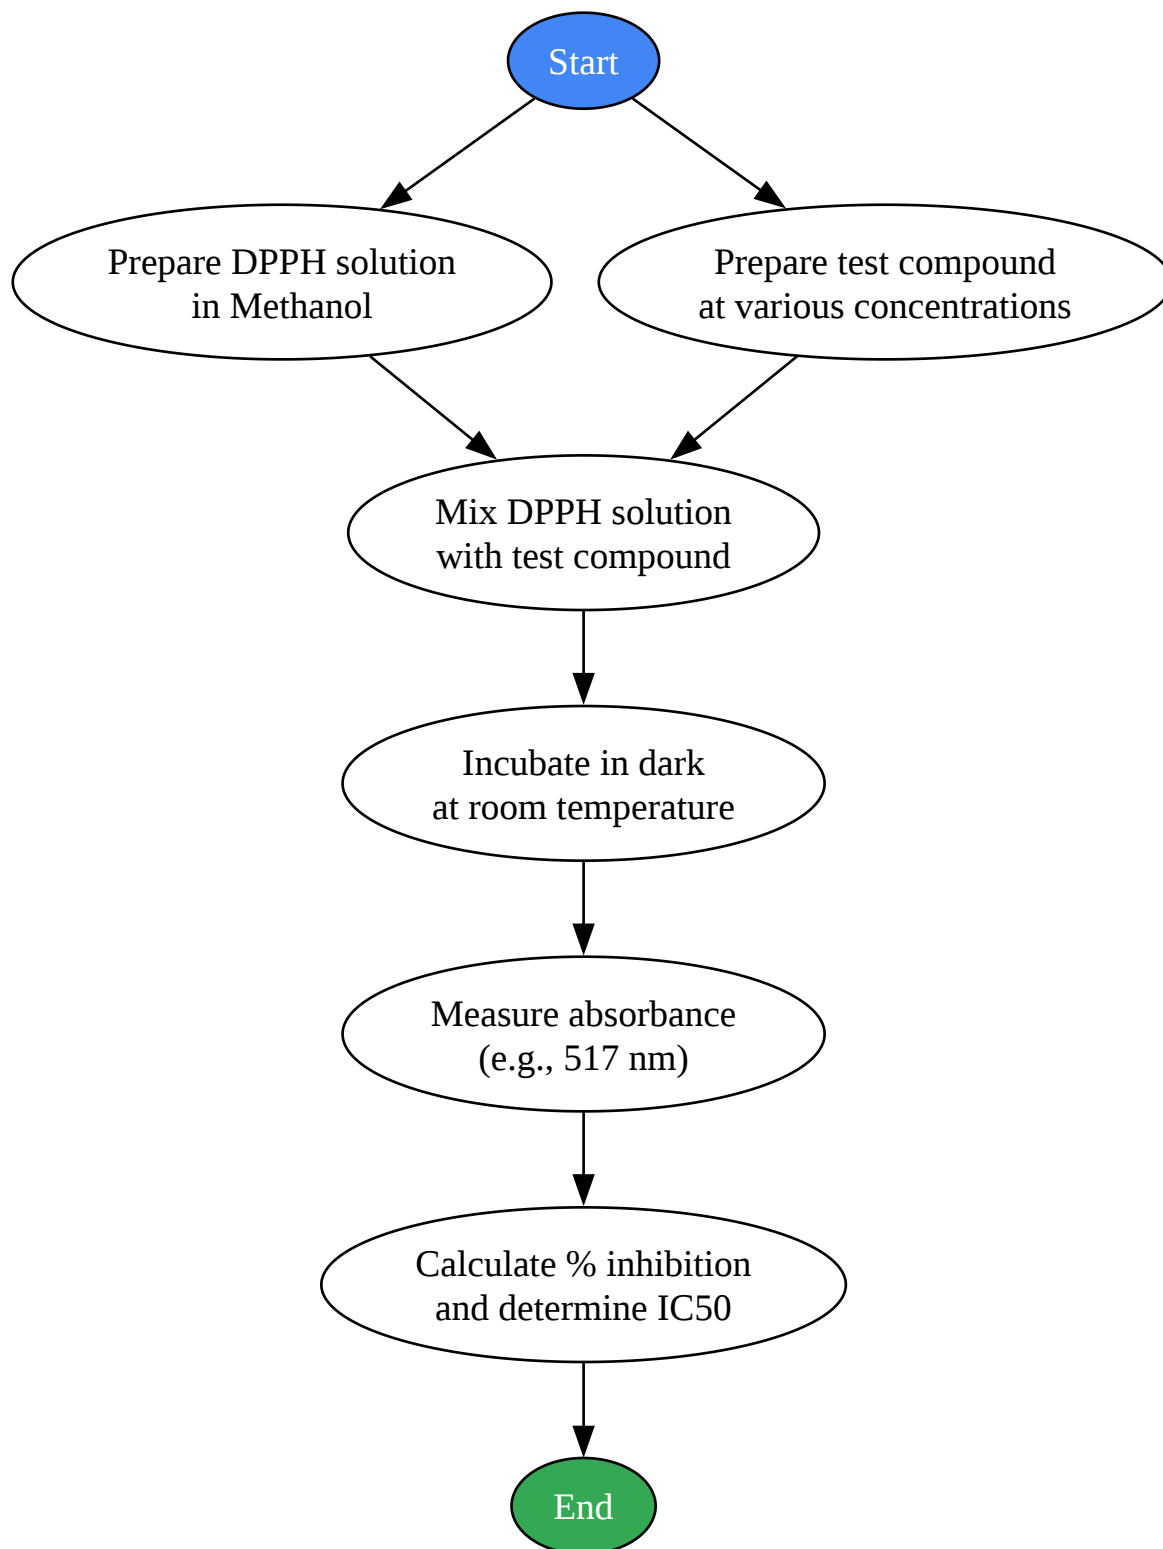 Start
Prepare DPPH solution
in Methanol
Prepare test compound
at various concentrations
Mix DPPH solution
with test compound
Incubate in dark
at room temperature
Measure absorbance
(e.g., 517 nm)
Calculate % inhibition
and determine IC50
End